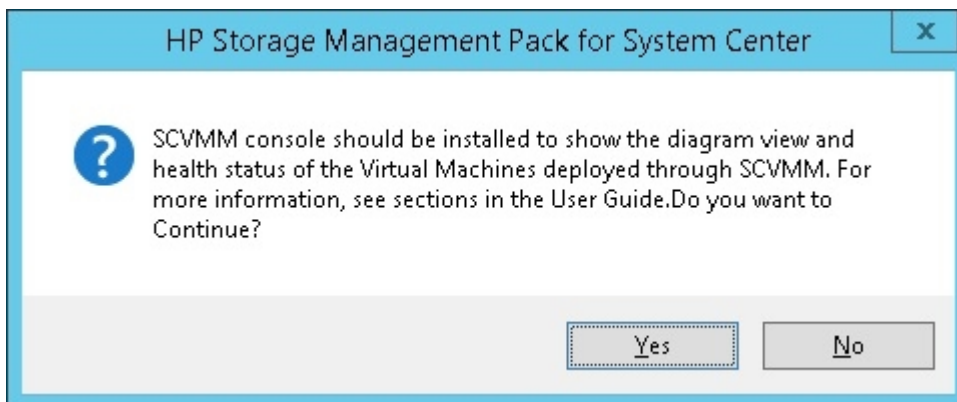 HP Storage Management Pack for System Center
x
SCVMM console should be installed to show the diagram view and
health status of the Virtual Machines deployed through SCVMM. For
more information, see sections in the User Guide.Do you want to
Continue?
Yes
No